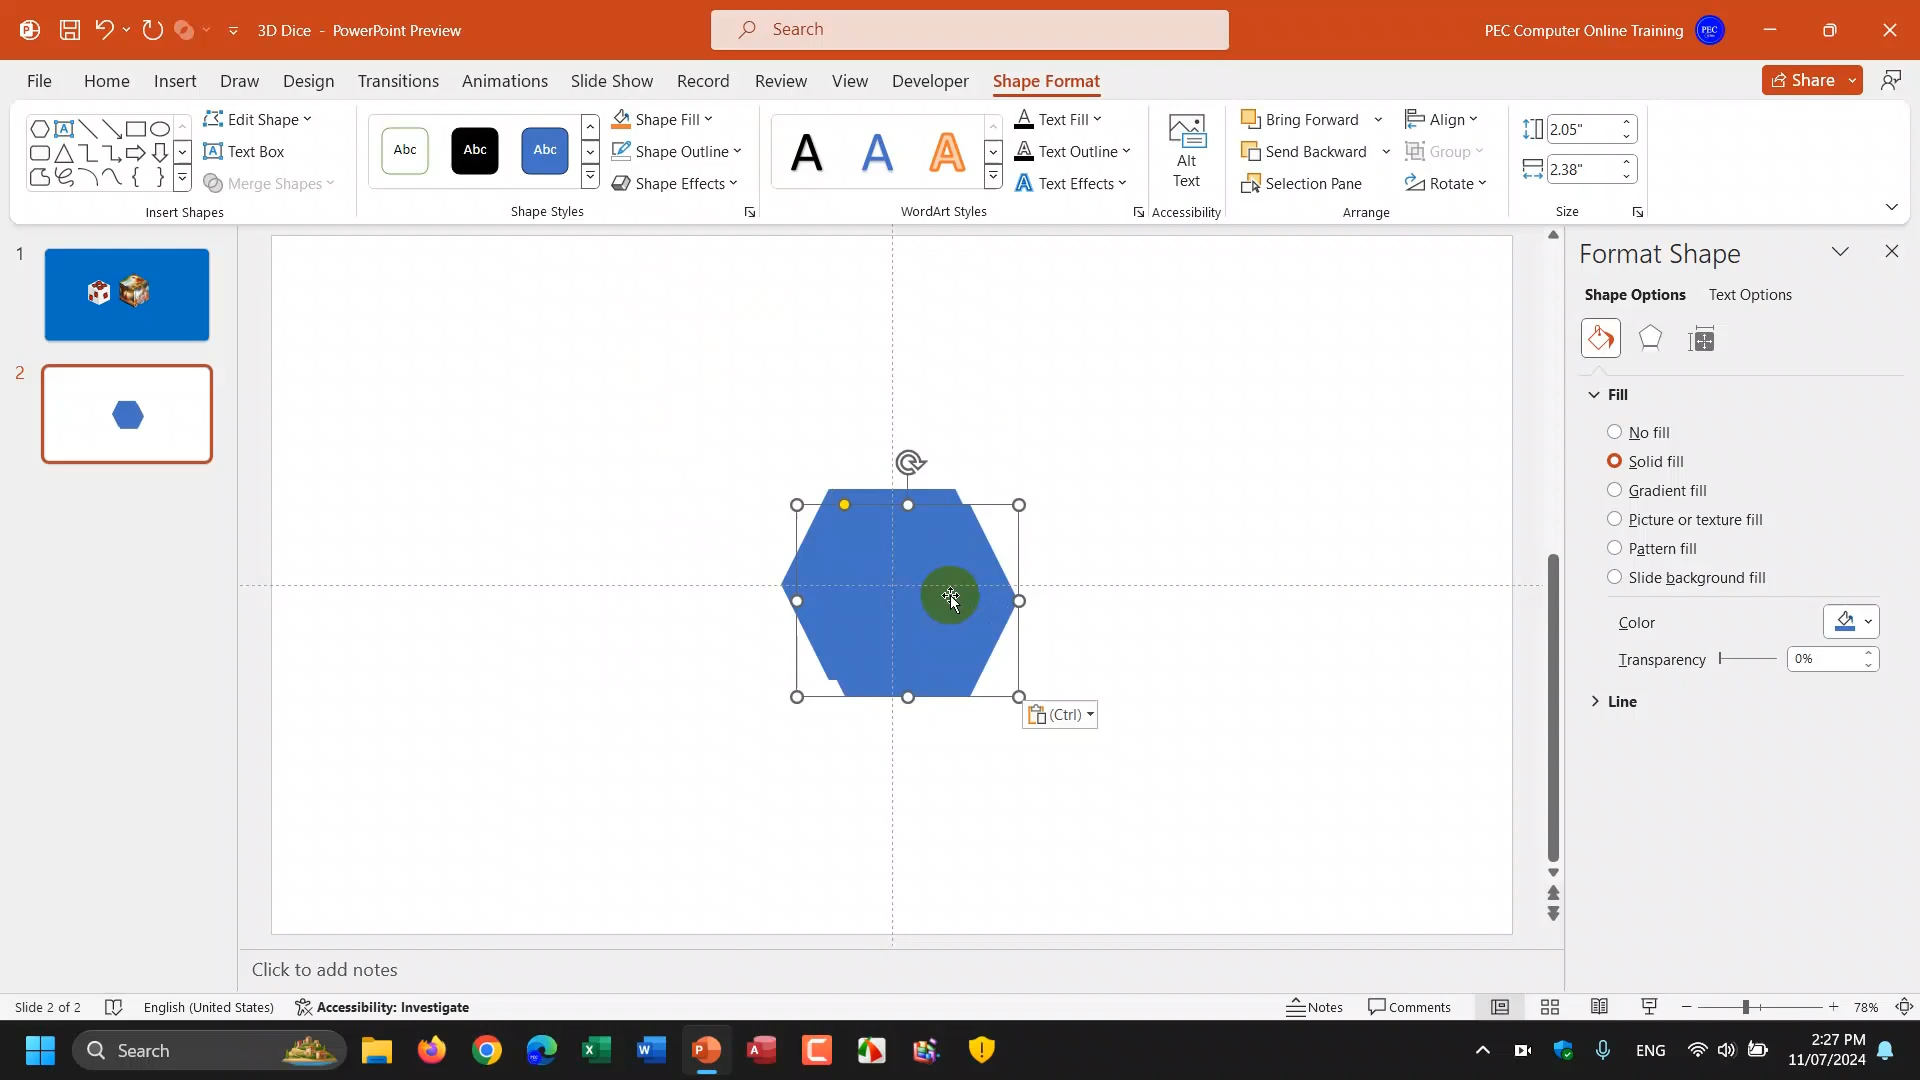 3D Dice - PowerPoint Preview
Search
PEC Computer Online Training
PEC
File
Home
Insert
Draw
Design
Transitions
Animations
Slide Show
Record
Review
View
Developer
Shape Format
Share
Edit Shape
Text Box
Merge Shapes
Insert Shapes
Abc
Abc
Abc
Shape Fill
Shape Outline
Shape Effects
Shape Styles
A
A
A
Text Fill
Text Outline
Text Effects
WordArt Styles
Alt
Text
Accessibility
Bring Forward
Send Backward
Selection Pane
Align
Group
Rotate
Arrange
2.05"
2.38"
Size
1
2
(Ctrl)
Format Shape
Shape Options
Text Options
Fill
No fill
Solid fill
Gradient fill
Picture or texture fill
Pattern fill
Slide background fill
Color
Transparency
0%
Line
Click to add notes
Slide 2 of 2
English (United States)
Accessibility: Investigate
Notes
Comments
78%
Search
ENG
2:27 PM
11/07/2024